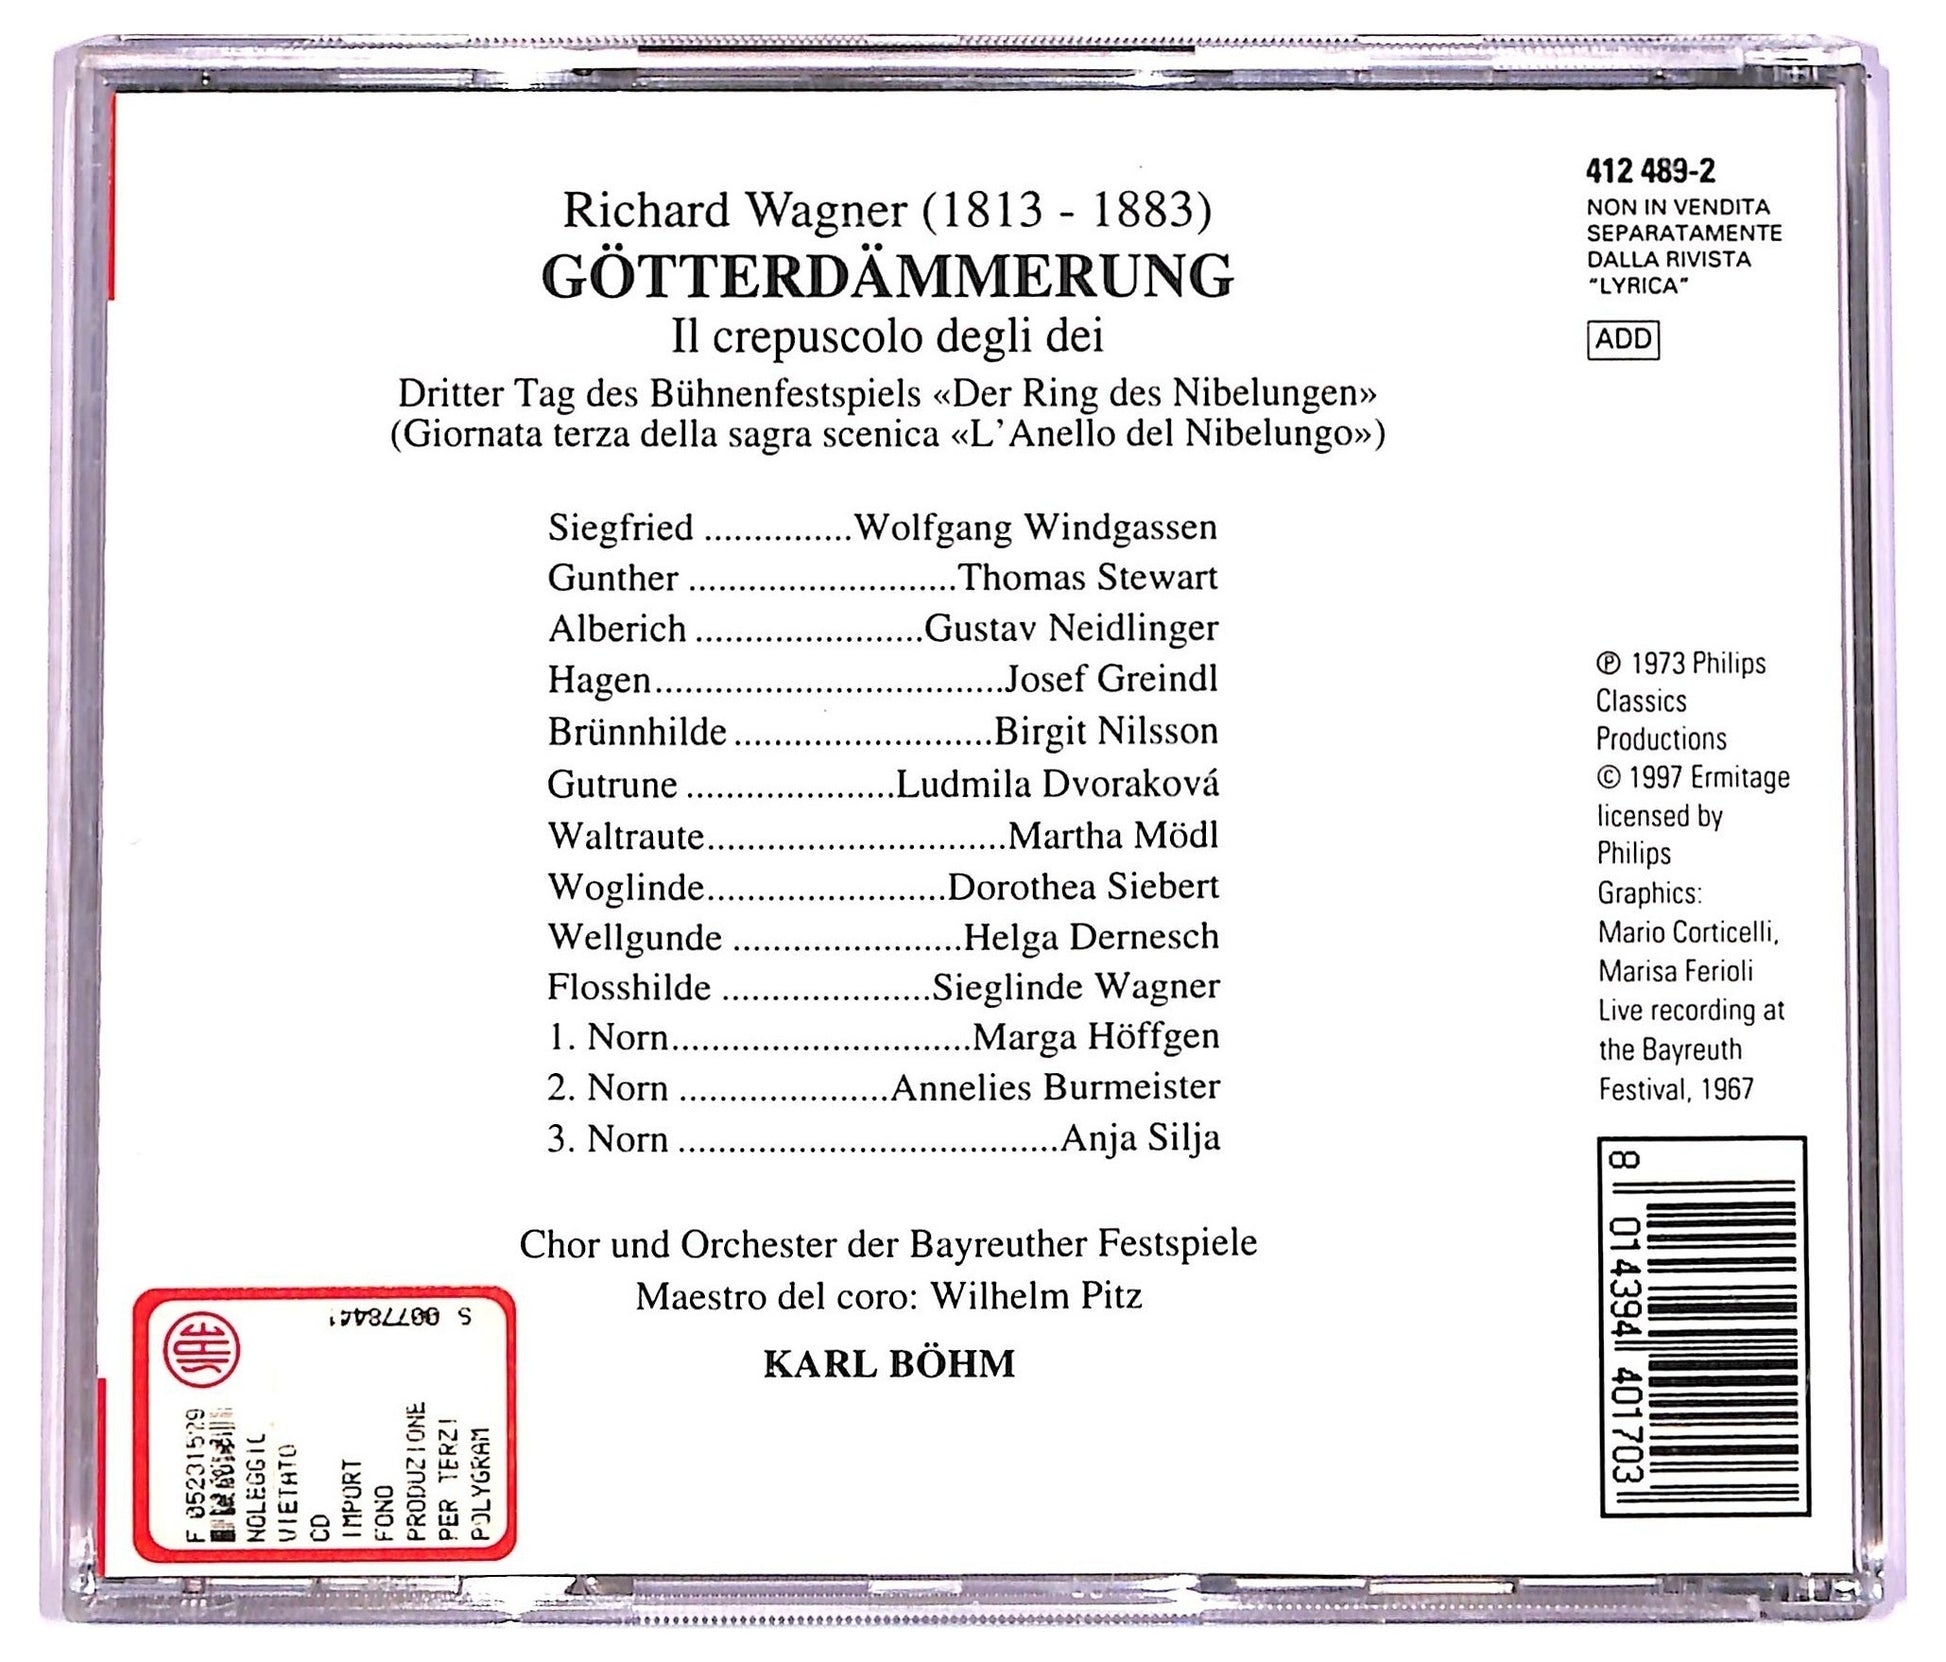 Richard Wagner (1813 - 1883)
GÖTTERDÄMMERUNG
Il crepuscolo degli dei
Dritter Tag des Bühnenfestspiels «Der Ring des Nibelungen»
(Giornata terza della sagra scenica «L'Anello del Nibelungo»)
Siegfried ...............Wolfgang Windgassen
Gunther ...........................Thomas Stewart
Alberich .......................Gustav Neidlinger
Hagen...................................Josef Greindl
Brünnhilde..........................Birgit Nilsson
Gutrune .....................Ludmila Dvoraková
Waltraute..............................Martha Mödl
Woglinde........................Dorothea Siebert
Wellgunde .......................Helga Dernesch
Flosshilde .....................Sieglinde Wagner
1. Norn..............................Marga Höffgen
2. Norn .....................Annelies Burmeister
3. Norn ......................................Anja Silja
Chor und Orchester der Bayreuther Festspiele
Maestro del coro: Wilhelm Pitz
KARL BÖHM
412 489-2
NON IN VENDITA
SEPARATAMENTE
DALLA RIVISTA
"LYRICA"
ADD
℗ 1973 Philips
Classics
Productions
© 1997 Ermitage
licensed by
Philips
Graphics:
Mario Corticelli,
Marisa Ferioli
Live recording at
the Bayreuth
Festival, 1967
8 014394 401703
SIAE
F 052231529
NOLEGGIO
VIETATO
CD
IMPORT
FONO
PRODUZIONE
PER TERZI
POLYGRAM